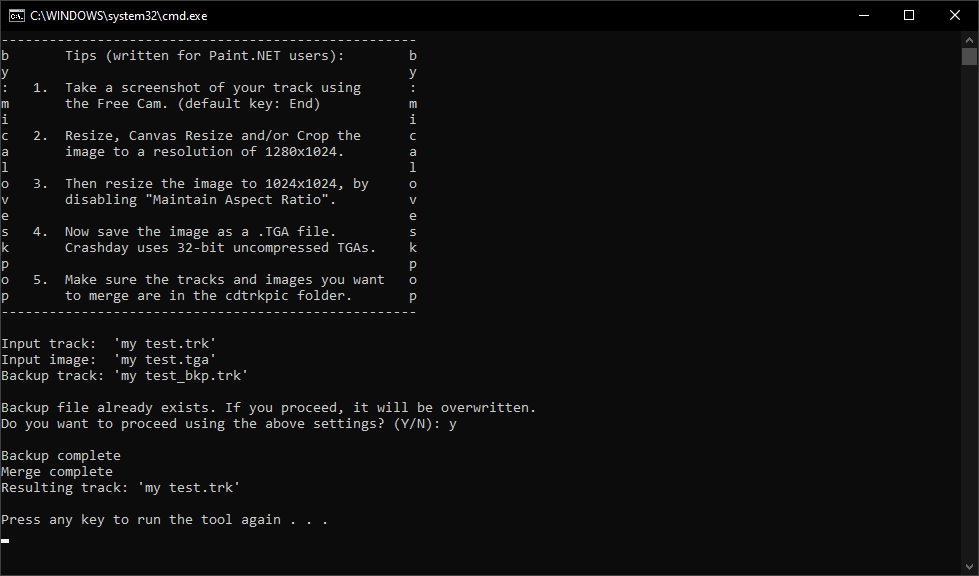 C:\WINDOWS\system32\cmd.exe
----------------------------------------------------
b       Tips (written for Paint.NET users):        b
y                                                  y
:   1.  Take a screenshot of your track using      :
m       the Free Cam. (default key: End)           m
i                                                  i
c   2.  Resize, Canvas Resize and/or Crop the      c
a       image to a resolution of 1280x1024.        a
l                                                  l
o   3.  Then resize the image to 1024x1024, by     o
v       disabling "Maintain Aspect Ratio".         v
e                                                  e
s   4.  Now save the image as a .TGA file.         s
k       Crashday uses 32-bit uncompressed TGAs.    k
p                                                  p
o   5.  Make sure the tracks and images you want   o
p       to merge are in the cdtrkpic folder.       p
----------------------------------------------------
Input track:  'my test.trk'
Input image:  'my test.tga'
Backup track: 'my test_bkp.trk'
Backup file already exists. If you proceed, it will be overwritten.
Do you want to proceed using the above settings? (Y/N): y
Backup complete
Merge complete
Resulting track: 'my test.trk'
Press any key to run the tool again . . .